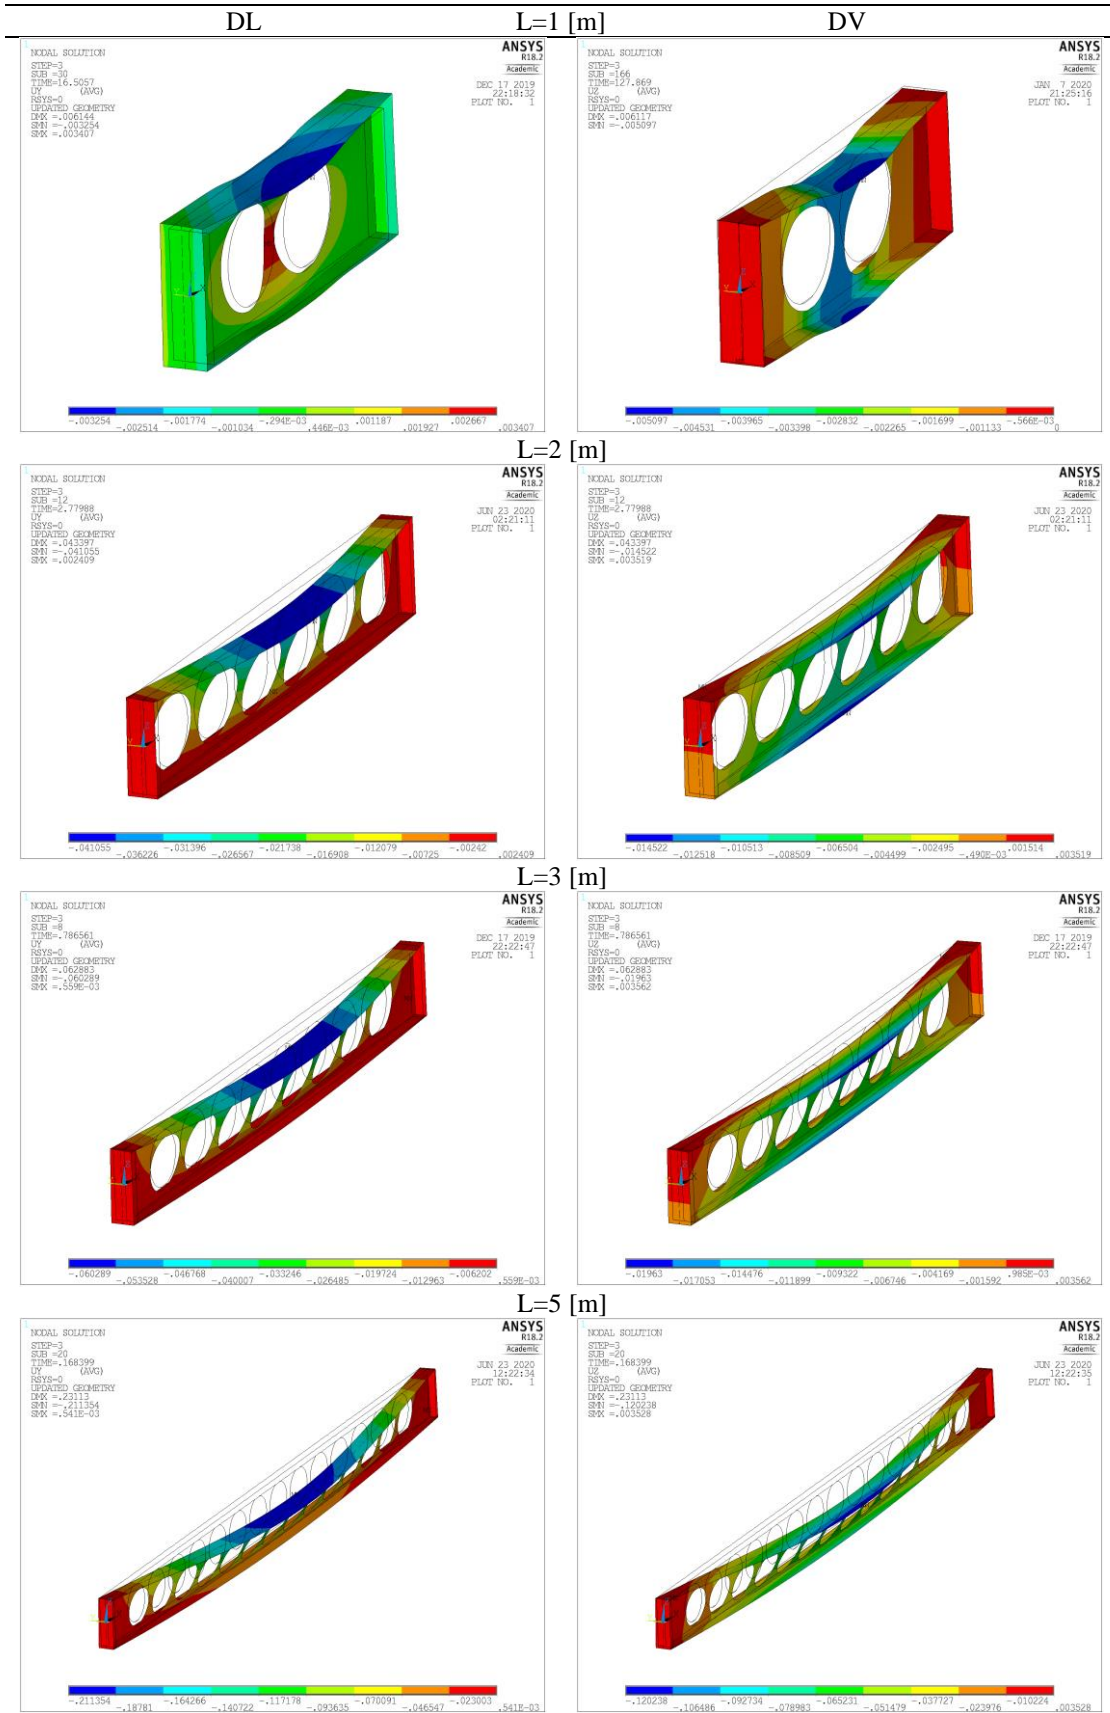 DL L=1 [m] DV
1
NODAL SOLUTION
STEP=3
SUB =30
TIME=16.5057
UY (AVG)
RSYS=0
UPDATED GEOMETRY
DMX =.006144
SMN =-.003254
SMX =.003407
ANSYS
R18.2
Academic
DEC 17 2019
22:18:32
PLOT NO. 1
-.003254 -.002514 -.001774 -.001034 -.294E-03 .446E-03 .001187 .001927 .002667 .003407
1
NODAL SOLUTION
STEP=3
SUB =166
TIME=127.869
UZ (AVG)
RSYS=0
UPDATED GEOMETRY
DMX =.006117
SMN =-.005097
ANSYS
R18.2
Academic
JAN 7 2020
21:25:16
PLOT NO. 1
-.005097 -.004531 -.003965 -.003398 -.002832 -.002265 -.001699 -.001133 -.566E-03 0
L=2 [m]
1
NODAL SOLUTION
STEP=3
SUB =12
TIME=2.77988
UY (AVG)
RSYS=0
UPDATED GEOMETRY
DMX =.043397
SMN =-.041055
SMX =.002409
ANSYS
R18.2
Academic
JUN 23 2020
02:21:11
PLOT NO. 1
-.041055 -.036226 -.031396 -.026567 -.021738 -.016908 -.012079 -.00725 -.00242 .002409
1
NODAL SOLUTION
STEP=3
SUB =12
TIME=2.77988
UZ (AVG)
RSYS=0
UPDATED GEOMETRY
DMX =.043397
SMN =-.014522
SMX =.003519
ANSYS
R18.2
Academic
JUN 23 2020
02:21:11
PLOT NO. 1
-.014522 -.012518 -.010513 -.008509 -.006504 -.004499 -.002495 -.490E-03 .001514 .003519
L=3 [m]
1
NODAL SOLUTION
STEP=3
SUB =8
TIME=.786561
UY (AVG)
RSYS=0
UPDATED GEOMETRY
DMX =.062883
SMN =-.060289
SMX =.559E-03
ANSYS
R18.2
Academic
DEC 17 2019
22:22:47
PLOT NO. 1
-.060289 -.053528 -.046768 -.040007 -.033246 -.026485 -.019724 -.012963 -.006202 .559E-03
1
NODAL SOLUTION
STEP=3
SUB =8
TIME=.786561
UZ (AVG)
RSYS=0
UPDATED GEOMETRY
DMX =.062883
SMN =-.01963
SMX =.003562
ANSYS
R18.2
Academic
DEC 17 2019
22:22:47
PLOT NO. 1
-.01963 -.017053 -.014476 -.011899 -.009322 -.006746 -.004169 -.001592 .985E-03 .003562
L=5 [m]
1
NODAL SOLUTION
STEP=3
SUB =20
TIME=.168399
UY (AVG)
RSYS=0
UPDATED GEOMETRY
DMX =.23113
SMN =-.211354
SMX =.541E-03
ANSYS
R18.2
Academic
JUN 23 2020
12:22:34
PLOT NO. 1
-.211354 -.18781 -.164266 -.140722 -.117178 -.093635 -.070091 -.046547 -.023003 .541E-03
1
NODAL SOLUTION
STEP=3
SUB =20
TIME=.168399
UZ (AVG)
RSYS=0
UPDATED GEOMETRY
DMX =.23113
SMN =-.120238
SMX =.003528
ANSYS
R18.2
Academic
JUN 23 2020
12:22:35
PLOT NO. 1
-.120238 -.106486 -.092734 -.078983 -.065231 -.051479 -.037727 -.023976 -.010224 .003528